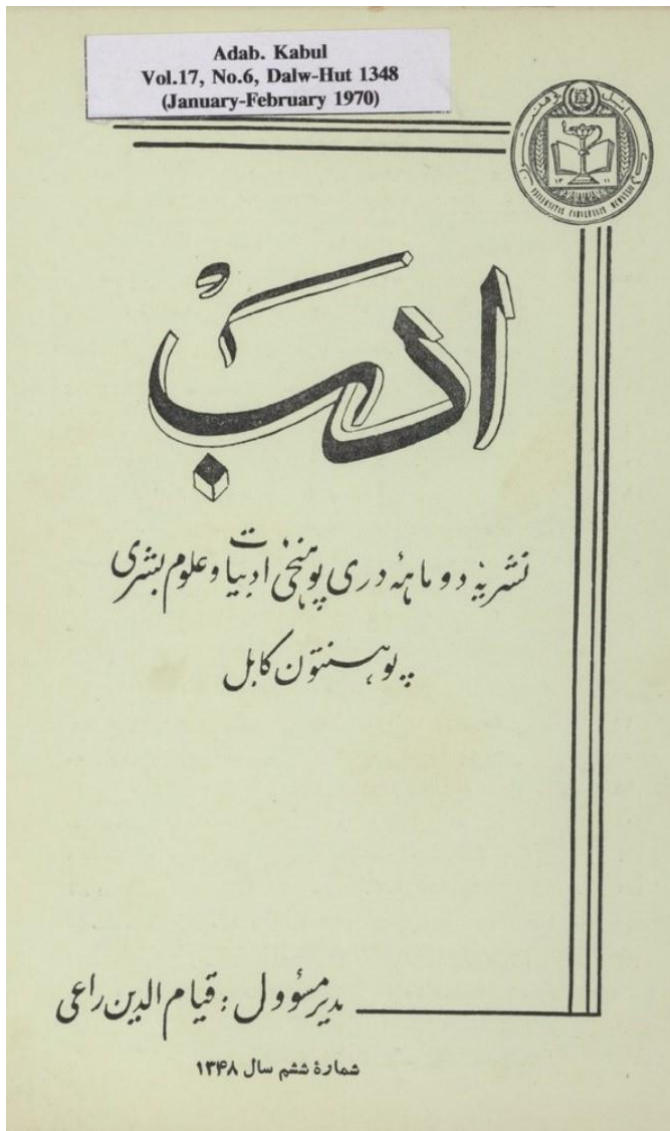 Adab. Kabul
Vol.17, No.6, Dalw-Hut 1348
(January-February 1970)
ادب
نشریهٔ دو ماههٔ دری پوهنځی ادبیات و علوم بشری
پوهنتون کابل
مدیر مسؤول : قیام الدین راعی
شمارهٔ ششم سال ۱۳۴۸